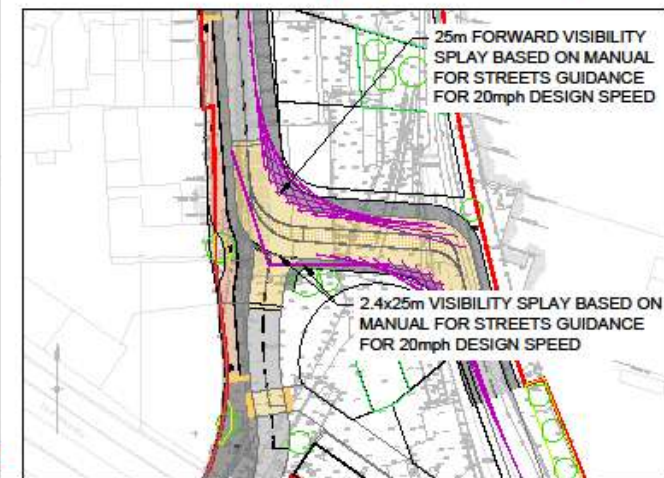 25m FORWARD VISIBILITY
SPLAY BASED ON MANUAL
FOR STREETS GUIDANCE
FOR 20mph DESIGN SPEED
2.4x25m VISIBILITY SPLAY BASED ON
MANUAL FOR STREETS GUIDANCE
FOR 20mph DESIGN SPEED